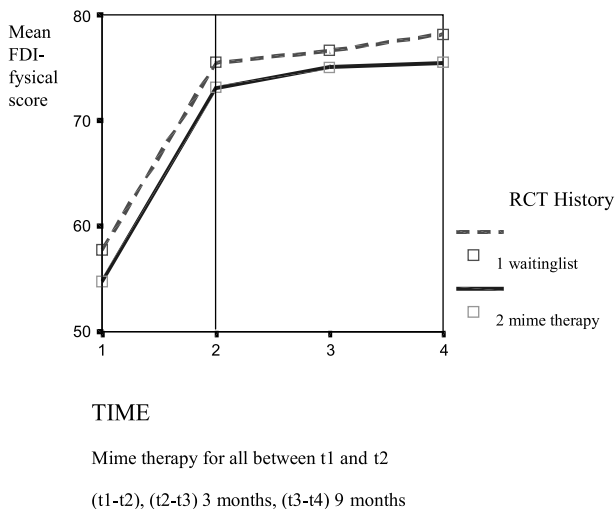 Mean
FDI-
fysical
score
80
70
60
50
1
2
3
4
RCT History
1 waitinglist
2 mime therapy
TIME
Mime therapy for all between t1 and t2
(t1-t2), (t2-t3) 3 months, (t3-t4) 9 months